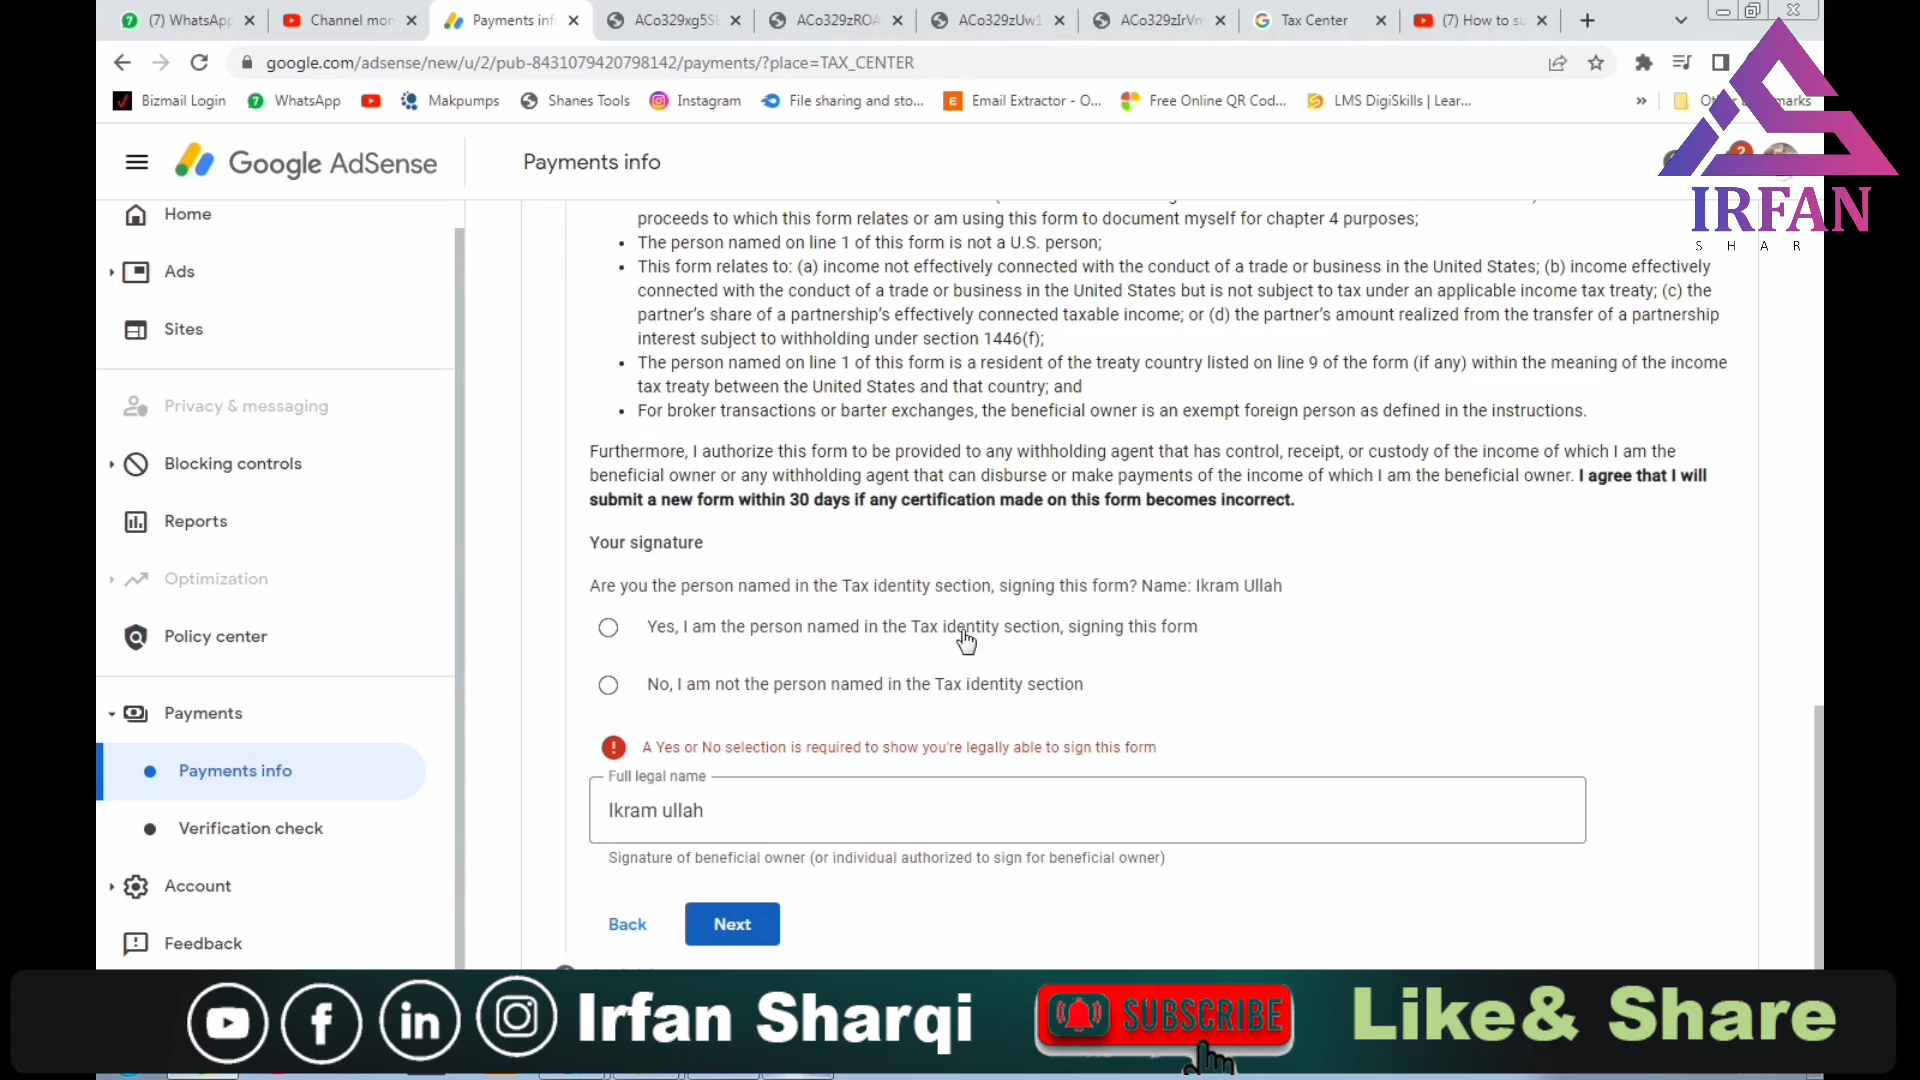 (7) WhatsApp
Channel mon
Payments info
ACo329xg5SI
ACo329zROA
ACo329zUw1
ACo329zIrVn
Tax Center
(7) How to su
google.com/adsense/new/u/2/pub-8431079420798142/payments/?place=TAX_CENTER
Bizmail Login
WhatsApp
Makpumps
Shanes Tools
Instagram
File sharing and sto...
Email Extractor - O...
Free Online QR Cod...
LMS DigiSkills | Lear...
»
Google AdSense
Payments info
2
IRFAN
S H A R
Home
Ads
Sites
Privacy & messaging
Blocking controls
Reports
Optimization
Policy center
Payments
Payments info
Verification check
Account
Feedback
proceeds to which this form relates or am using this form to document myself for chapter 4 purposes;
• The person named on line 1 of this form is not a U.S. person;
• This form relates to: (a) income not effectively connected with the conduct of a trade or business in the United States; (b) income effectively
connected with the conduct of a trade or business in the United States but is not subject to tax under an applicable income tax treaty; (c) the
partner's share of a partnership's effectively connected taxable income; or (d) the partner's amount realized from the transfer of a partnership
interest subject to withholding under section 1446(f);
• The person named on line 1 of this form is a resident of the treaty country listed on line 9 of the form (if any) within the meaning of the income
tax treaty between the United States and that country; and
• For broker transactions or barter exchanges, the beneficial owner is an exempt foreign person as defined in the instructions.
Furthermore, I authorize this form to be provided to any withholding agent that has control, receipt, or custody of the income of which I am the
beneficial owner or any withholding agent that can disburse or make payments of the income of which I am the beneficial owner. I agree that I will
submit a new form within 30 days if any certification made on this form becomes incorrect.
Your signature
Are you the person named in the Tax identity section, signing this form? Name: Ikram Ullah
Yes, I am the person named in the Tax identity section, signing this form
No, I am not the person named in the Tax identity section
A Yes or No selection is required to show you're legally able to sign this form
Full legal name
Ikram ullah
Signature of beneficial owner (or individual authorized to sign for beneficial owner)
Back
Next
Irfan Sharqi
SUBSCRIBE
Like& Share